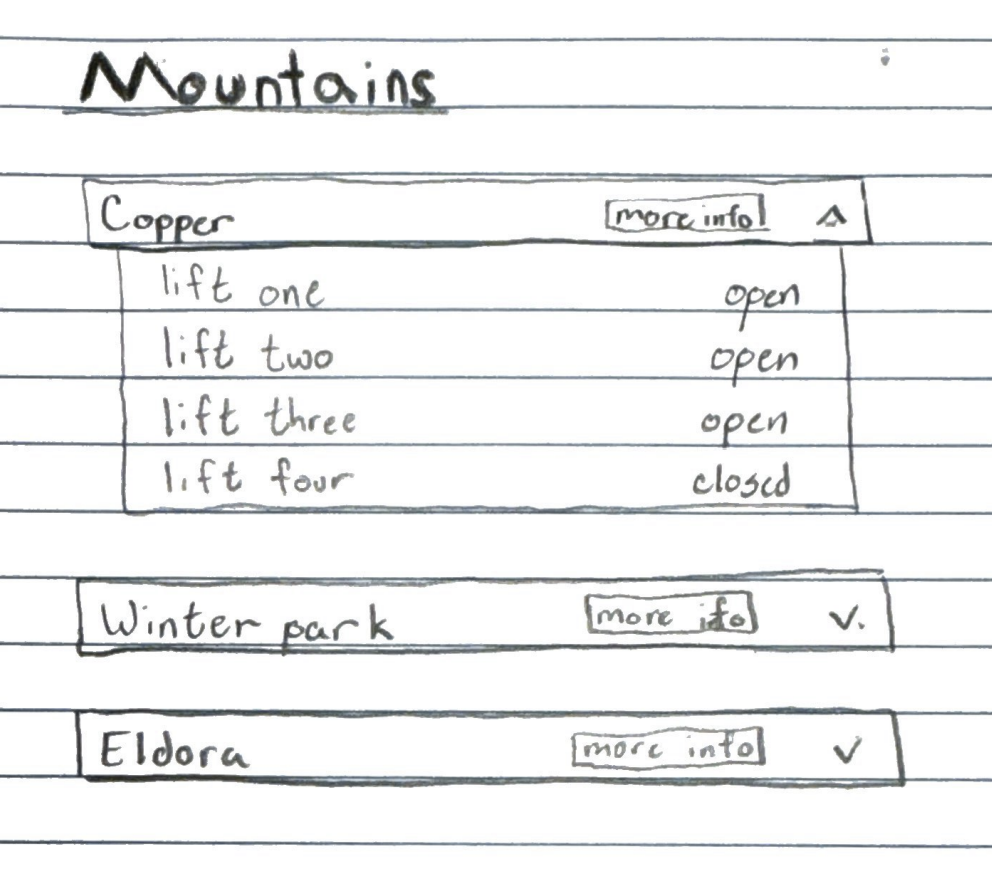 Mountains
Copper more info ^
lift one open
lift two open
lift three open
lift four closed
Winter park more ifo v.
Eldora more info v